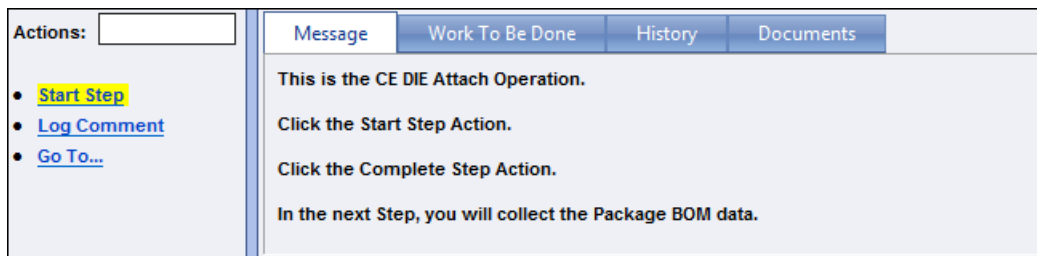 Actions:
Start Step
Log Comment
Go To...
Message Work To Be Done History Documents
This is the CE DIE Attach Operation.
Click the Start Step Action.
Click the Complete Step Action.
In the next Step, you will collect the Package BOM data.